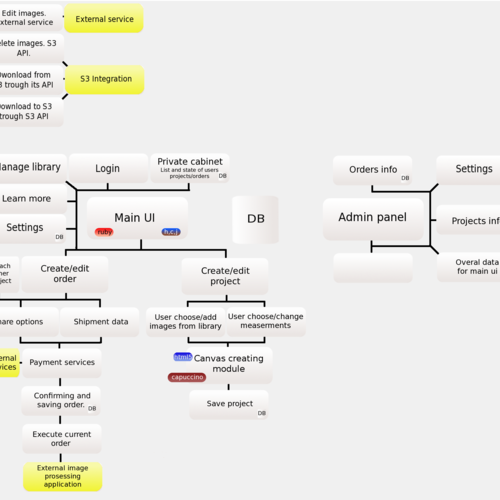 Edit images.
External service
External service
elete images. S3
API.
Dwonload from
3 trough its API
S3 Integration
Download to S3
trough S3 API
Manage library
Login
Private cabinet
List and state of users
projects/orders
DB
Learn more
Settings
DB
Main UI
ruby
DB
Orders info
DB
Settings
Admin panel
Projects inf
Overal data
for main ui
ach
her
ject
Create/edit
order
Create/edit
project
are options
Shipment data
User choose/add
images from library
User choose/change
measerments
rnal
vices
Payment services
html5
Canvas creating
module
capuccino
Confirming and
saving order.
DB
Save project
DB
Execute current
order
External image
prosessing
application